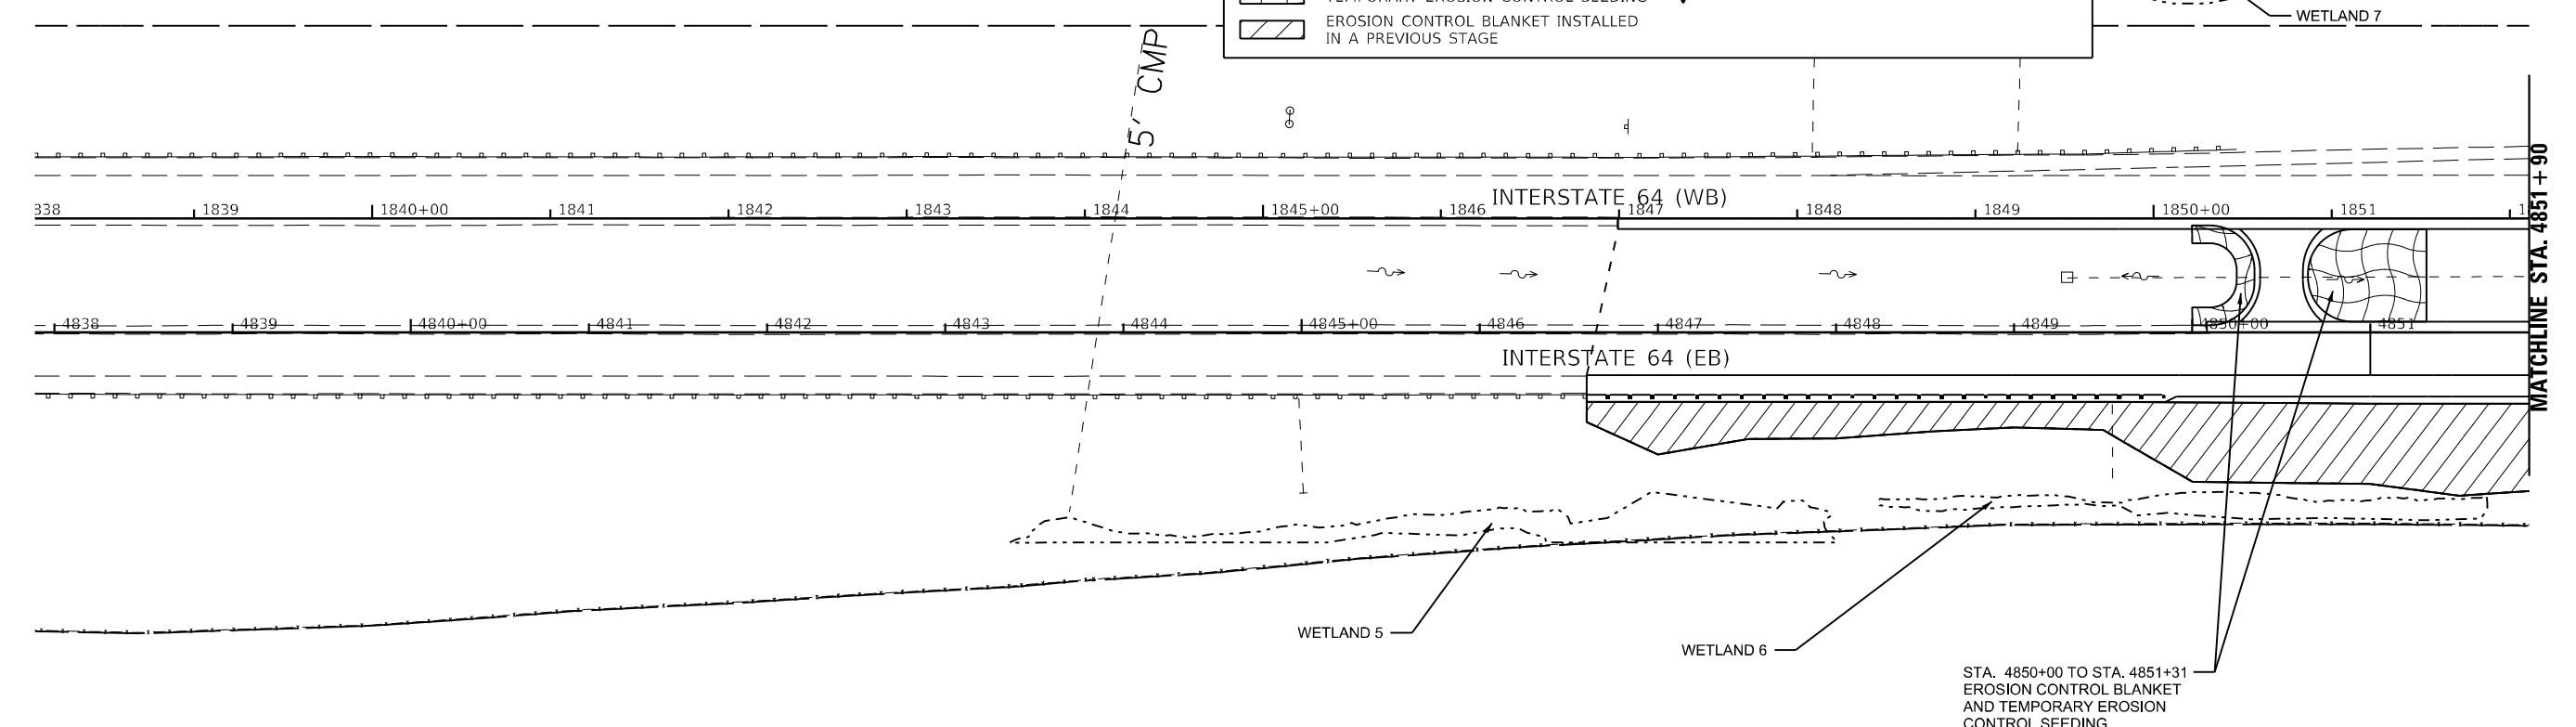 TEMPORARY EROSION CONTROL SEEDING
EROSION CONTROL BLANKET INSTALLED
IN A PREVIOUS STAGE
WETLAND 7
5' CMP
INTERSTATE 64 (WB)
838 1839 1840+00 1841 1842 1843 1844 1845+00 1846 1847 1848 1849 1850+00 1851 1
MATCHLINE STA. 4851+90
4838 4839 4840+00 4841 4842 4843 4844 4845+00 4846 4847 4848 4849 4850+00 4851
INTERSTATE 64 (EB)
WETLAND 5
WETLAND 6
STA. 4850+00 TO STA. 4851+31
EROSION CONTROL BLANKET
AND TEMPORARY EROSION
CONTROL SEEDING